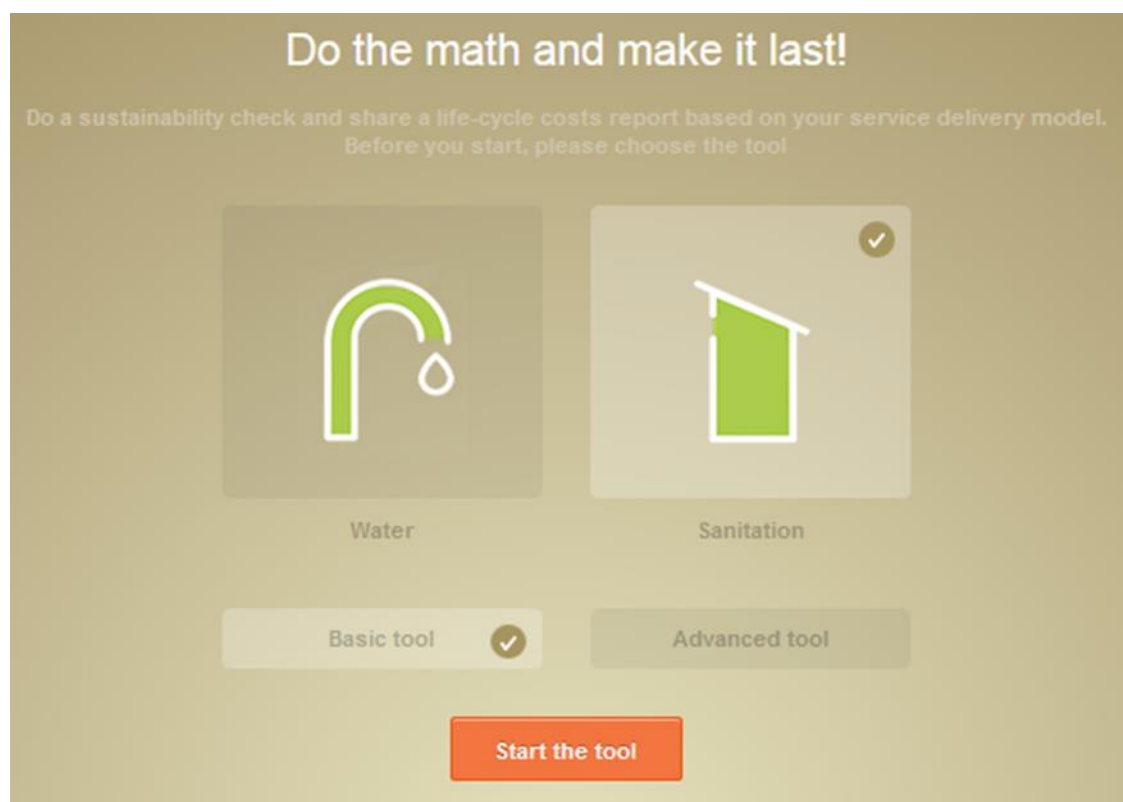 Do the math and make it last!
Do a sustainability check and share a life-cycle costs report based on your service delivery model.
Before you start, please choose the tool
Water
Sanitation
Basic tool
Advanced tool
Start the tool